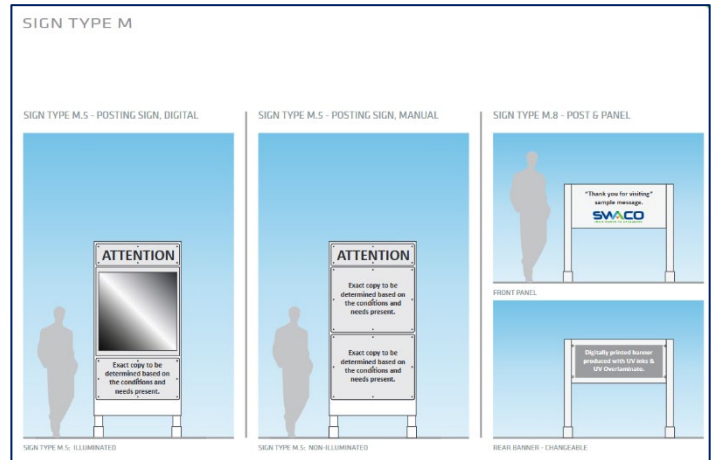 SIGN TYPE M
SIGN TYPE M.5 - POSTING SIGN, DIGITAL
ATTENTION
Exact copy to be
determined based on
the conditions and
needs present.
SIGN TYPE M.5: ILLUMINATED
SIGN TYPE M.5 - POSTING SIGN, MANUAL
ATTENTION
Exact copy to be
determined based on
the conditions and
needs present.
Exact copy to be
determined based on
the conditions and
needs present.
SIGN TYPE M.5: NON-ILLUMINATED
SIGN TYPE M.8 - POST & PANEL
"Thank you for visiting"
sample message.
SWACO
FRONT PANEL
Digitally printed banner
produced with UV inks &
UV Overlaminate.
REAR BANNER - CHANGEABLE